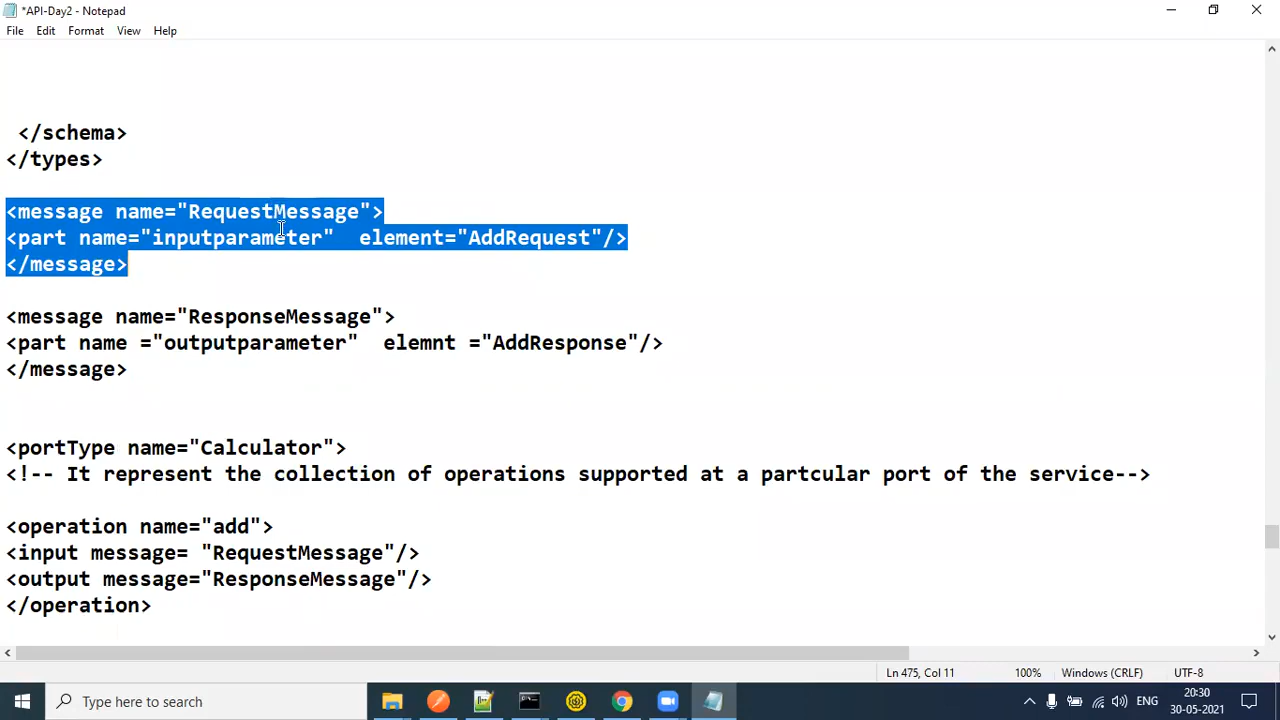 *API-Day2 - Notepad
File Edit Format View Help
</schema>
</types>
<message name="RequestMessage">
<part name="inputparameter"  element="AddRequest"/>
</message>
<message name="ResponseMessage">
<part name ="outputparameter"  elemnt ="AddResponse"/>
</message>
<portType name="Calculator">
<!-- It represent the collection of operations supported at a partcular port of the service-->
<operation name="add">
<input message= "RequestMessage"/>
<output message="ResponseMessage"/>
</operation>
Ln 475, Col 11 100% Windows (CRLF) UTF-8
Type here to search ENG 20:30
30-05-2021